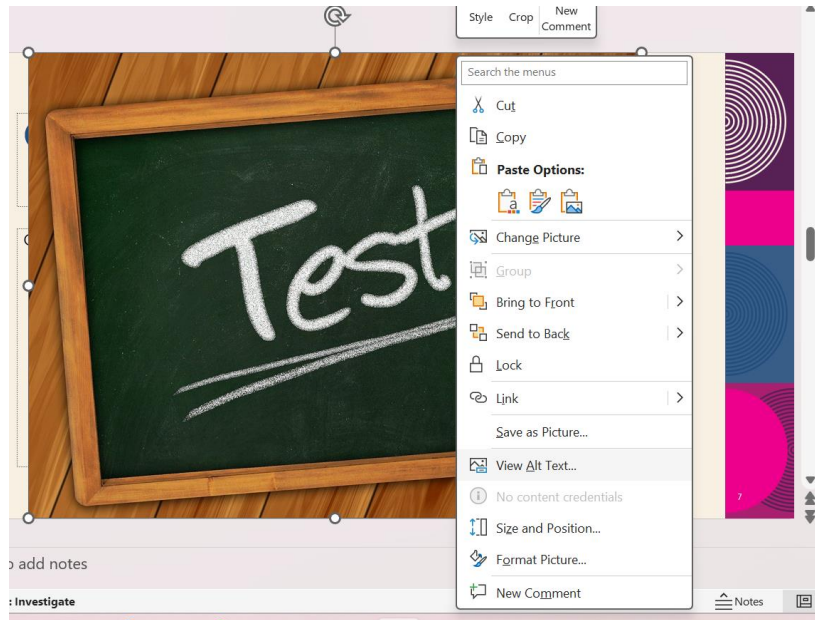 Style Crop New
Comment
Search the menus
Cut
Copy
Paste Options:
a
Change Picture
Group
Bring to Front
Send to Back
Lock
Link
Save as Picture...
View Alt Text...
No content credentials
Size and Position...
Format Picture...
New Comment
Test
7
add notes
: Investigate
Notes